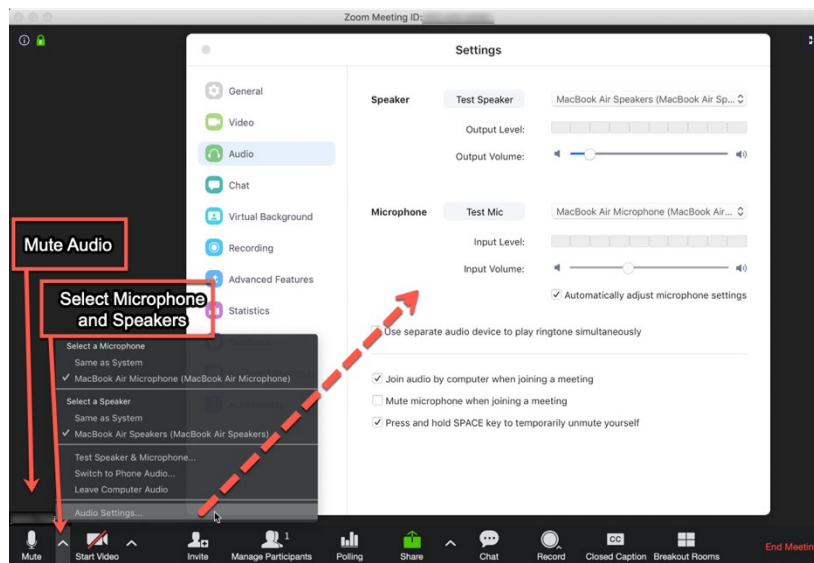 Zoom Meeting ID:
Settings
General
Video
Audio
Chat
Virtual Background
Recording
Advanced Features
Statistics
Speaker
Test Speaker
MacBook Air Speakers (MacBook Air Sp...
Output Level:
Output Volume:
Microphone
Test Mic
MacBook Air Microphone (MacBook Air...
Input Level:
Input Volume:
Automatically adjust microphone settings
Use separate audio device to play ringtone simultaneously
Join audio by computer when joining a meeting
Mute microphone when joining a meeting
Press and hold SPACE key to temporarily unmute yourself
Mute Audio
Select Microphone
and Speakers
Select a Microphone
Same as System
MacBook Air Microphone (MacBook Air Microphone)
Select a Speaker
Same as System
MacBook Air Speakers (MacBook Air Speakers)
Test Speaker & Microphone...
Switch to Phone Audio...
Leave Computer Audio
Audio Settings...
Mute
Start Video
Invite
1
Manage Participants
Polling
Share
Chat
Record
CC
Closed Caption
Breakout Rooms
End Meetin